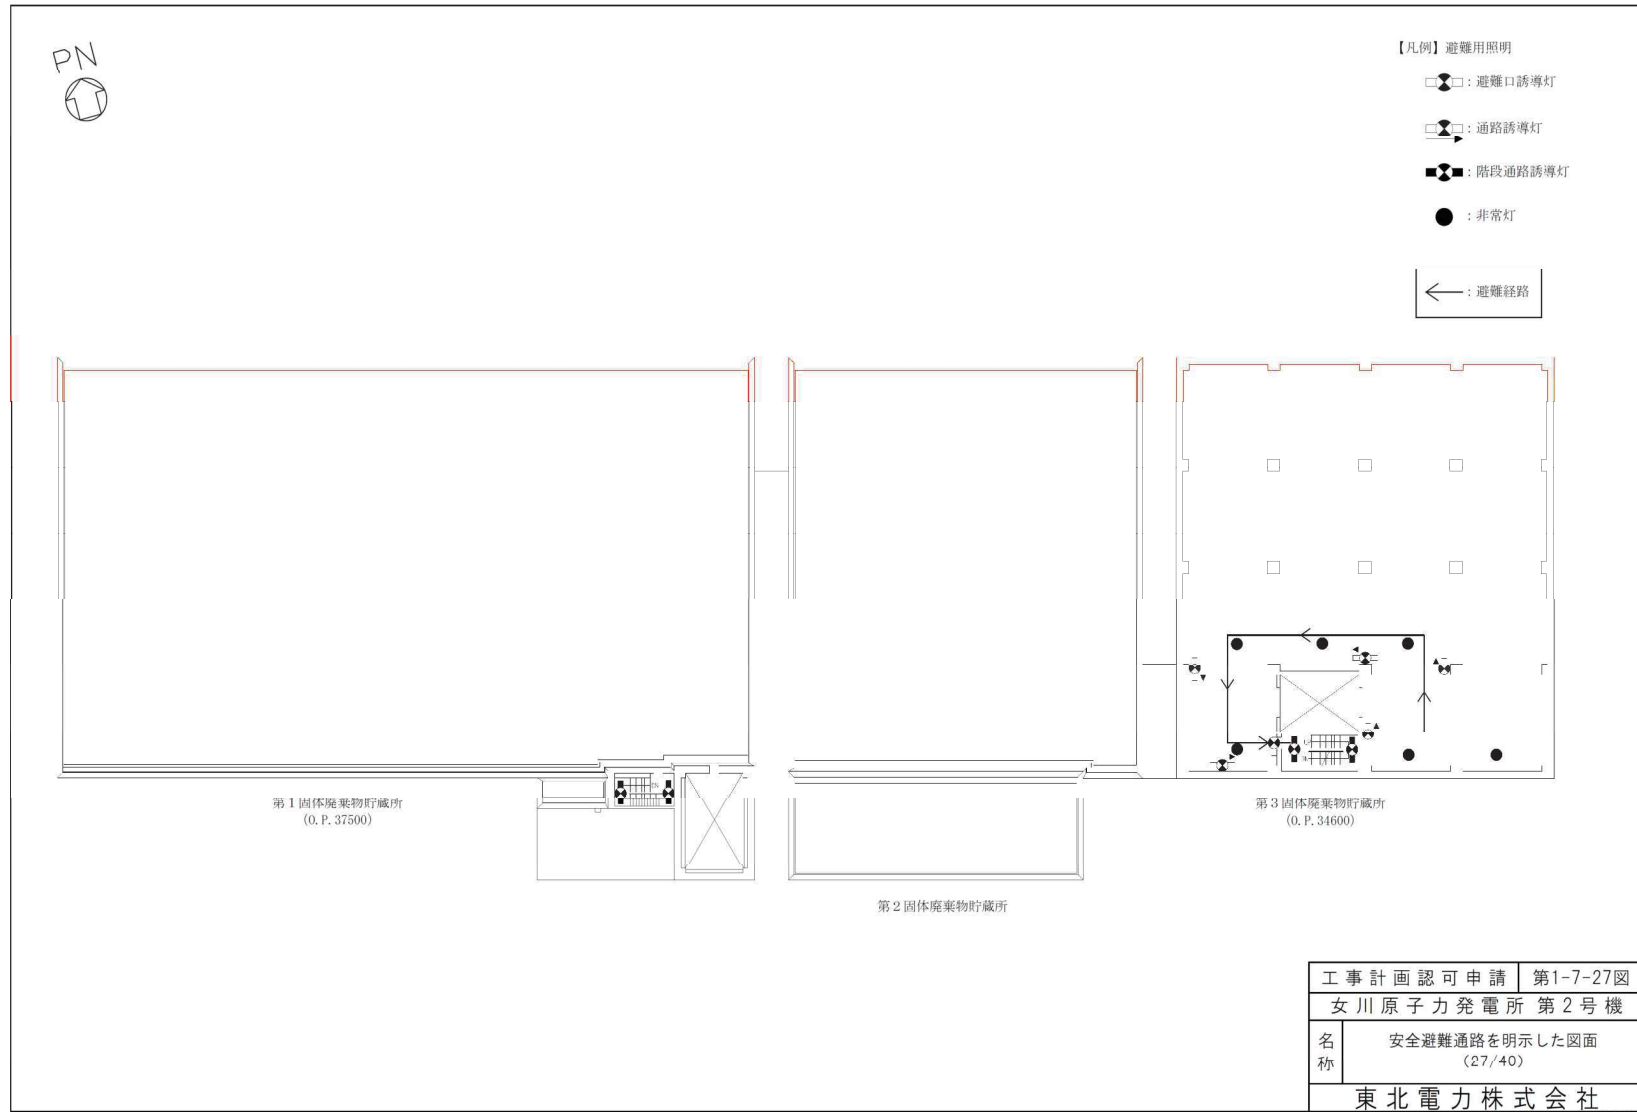 PN
【凡例】避難用照明
：避難口誘導灯
：通路誘導灯
：階段通路誘導灯
：非常灯
：避難経路
第1固体廃棄物貯蔵所
(O.P.37500)
第2固体廃棄物貯蔵所
第3固体廃棄物貯蔵所
(O.P.34600)
工事計画認可申請 第1-7-27図
女川原子力発電所 第2号機
名称 安全避難通路を明示した図面
(27/40)
東北電力株式会社